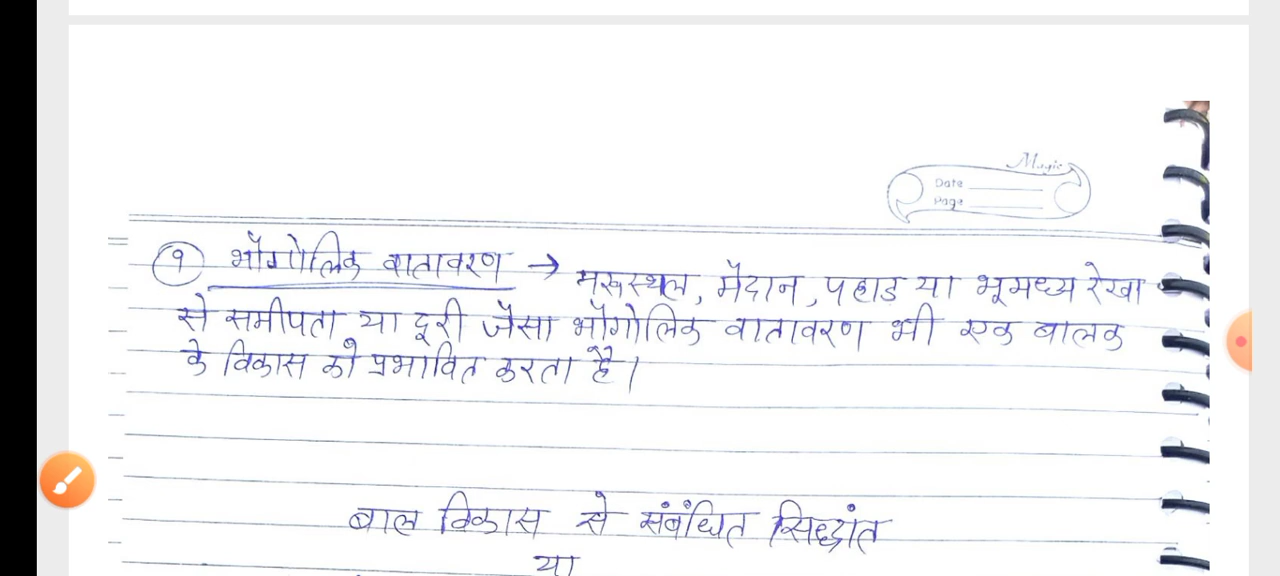 Magic
Date
Page
9 भौगोलिक वातावरण → मरूस्थल, मैदान, पहाड या भूमध्य रेखा
से समीपता या दूरी जैसा भौगोलिक वातावरण भी एक बालक
के विकास को प्रभावित करता है।
बाल विकास से संबंधित सिद्धांत
या